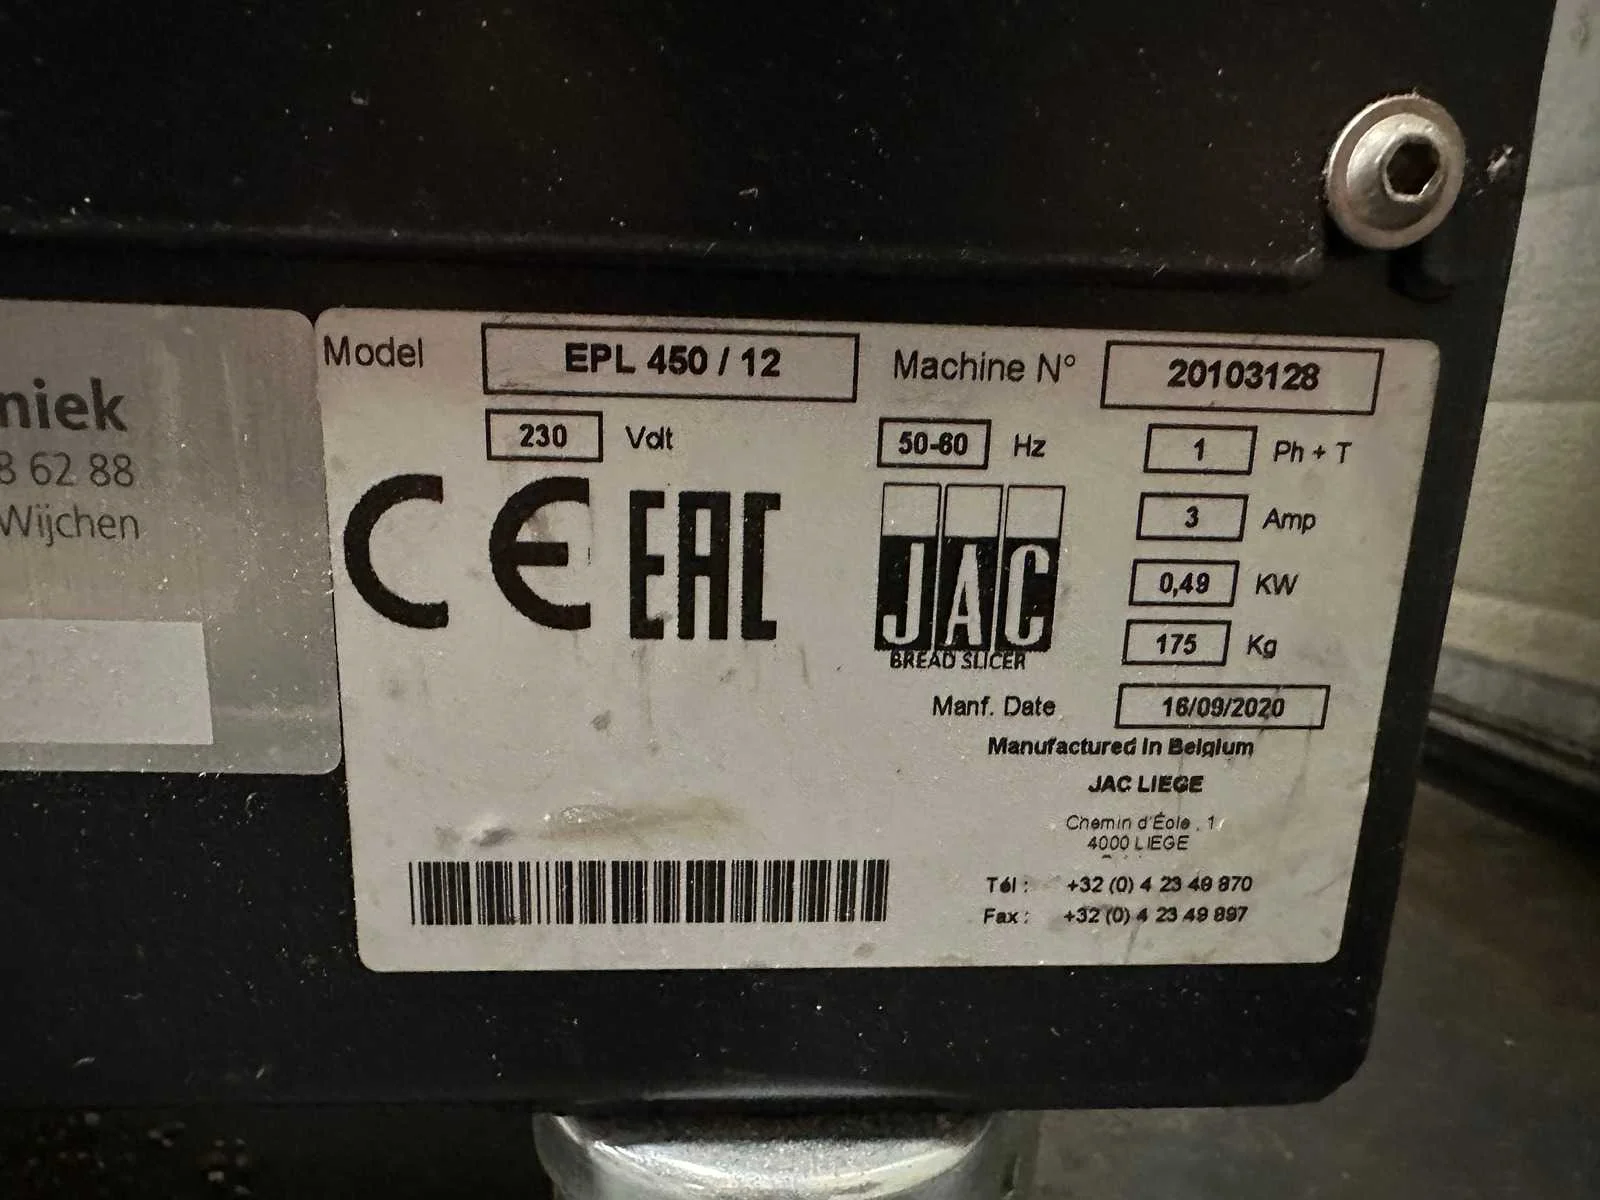 niek
8 62 88
Wijchen
Model EPL 450 / 12 Machine N° 20103128
230 Volt 50-60 Hz 1 Ph + T
CE EAC
JAC
BREAD SLICER
3 Amp
0,49 KW
175 Kg
Manf. Date 16/09/2020
Manufactured in Belgium
JAC LIEGE
Chemin d'Éole , 1
4000 LIEGE
Tél : +32 (0) 4 23 49 870
Fax : +32 (0) 4 23 49 897